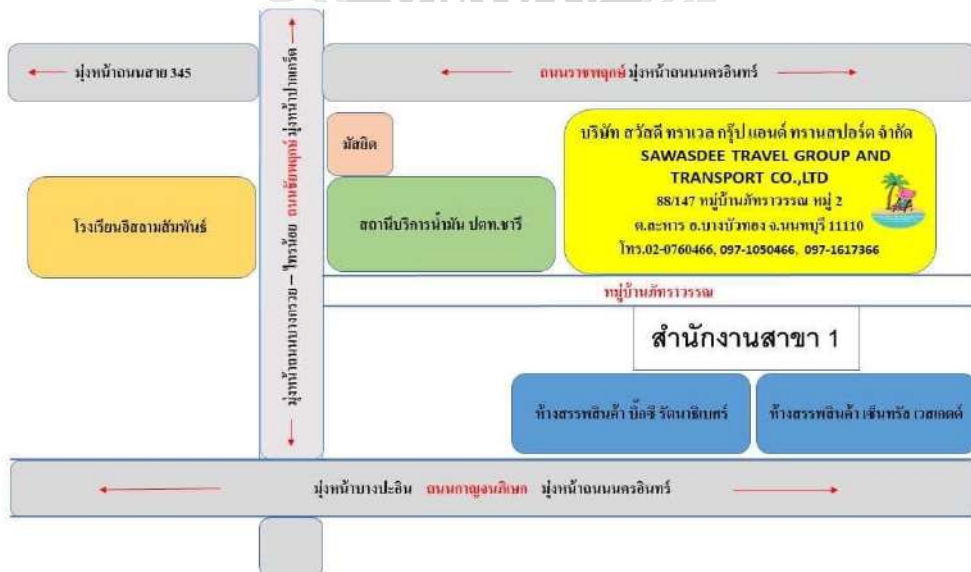 มุ่งหน้าถนนสาย 345
ถนนราชพฤกษ์ มุ่งหน้าถนนนครอินทร์
มัสยิด
บริษัท สวัสดี ทราเวล กรุ๊ป แอนด์ ทรานสปอร์ต จำกัด
SAWASDEE TRAVEL GROUP AND
TRANSPORT CO.,LTD
88/147 หมู่บ้านภัทราวรรณ หมู่ 2
ต.ละหาร อ.บางบัวทอง จ.นนทบุรี 11110
โทร.02-0760466, 097-1050466, 097-1617366
โรงเรียนอิสลามสัมพันธ์
สถานีบริการน้ำมัน ปตท.ชารี
หมู่บ้านภัทราวรรณ
สำนักงานสาขา 1
ห้างสรรพสินค้า บิ๊กซี รัตนาธิเบศร์
ห้างสรรพสินค้า เซ็นทรัล เวสเกตต์
มุ่งหน้าบางปะอิน ถนนกาญจนภิเษก มุ่งหน้าถนนนครอินทร์